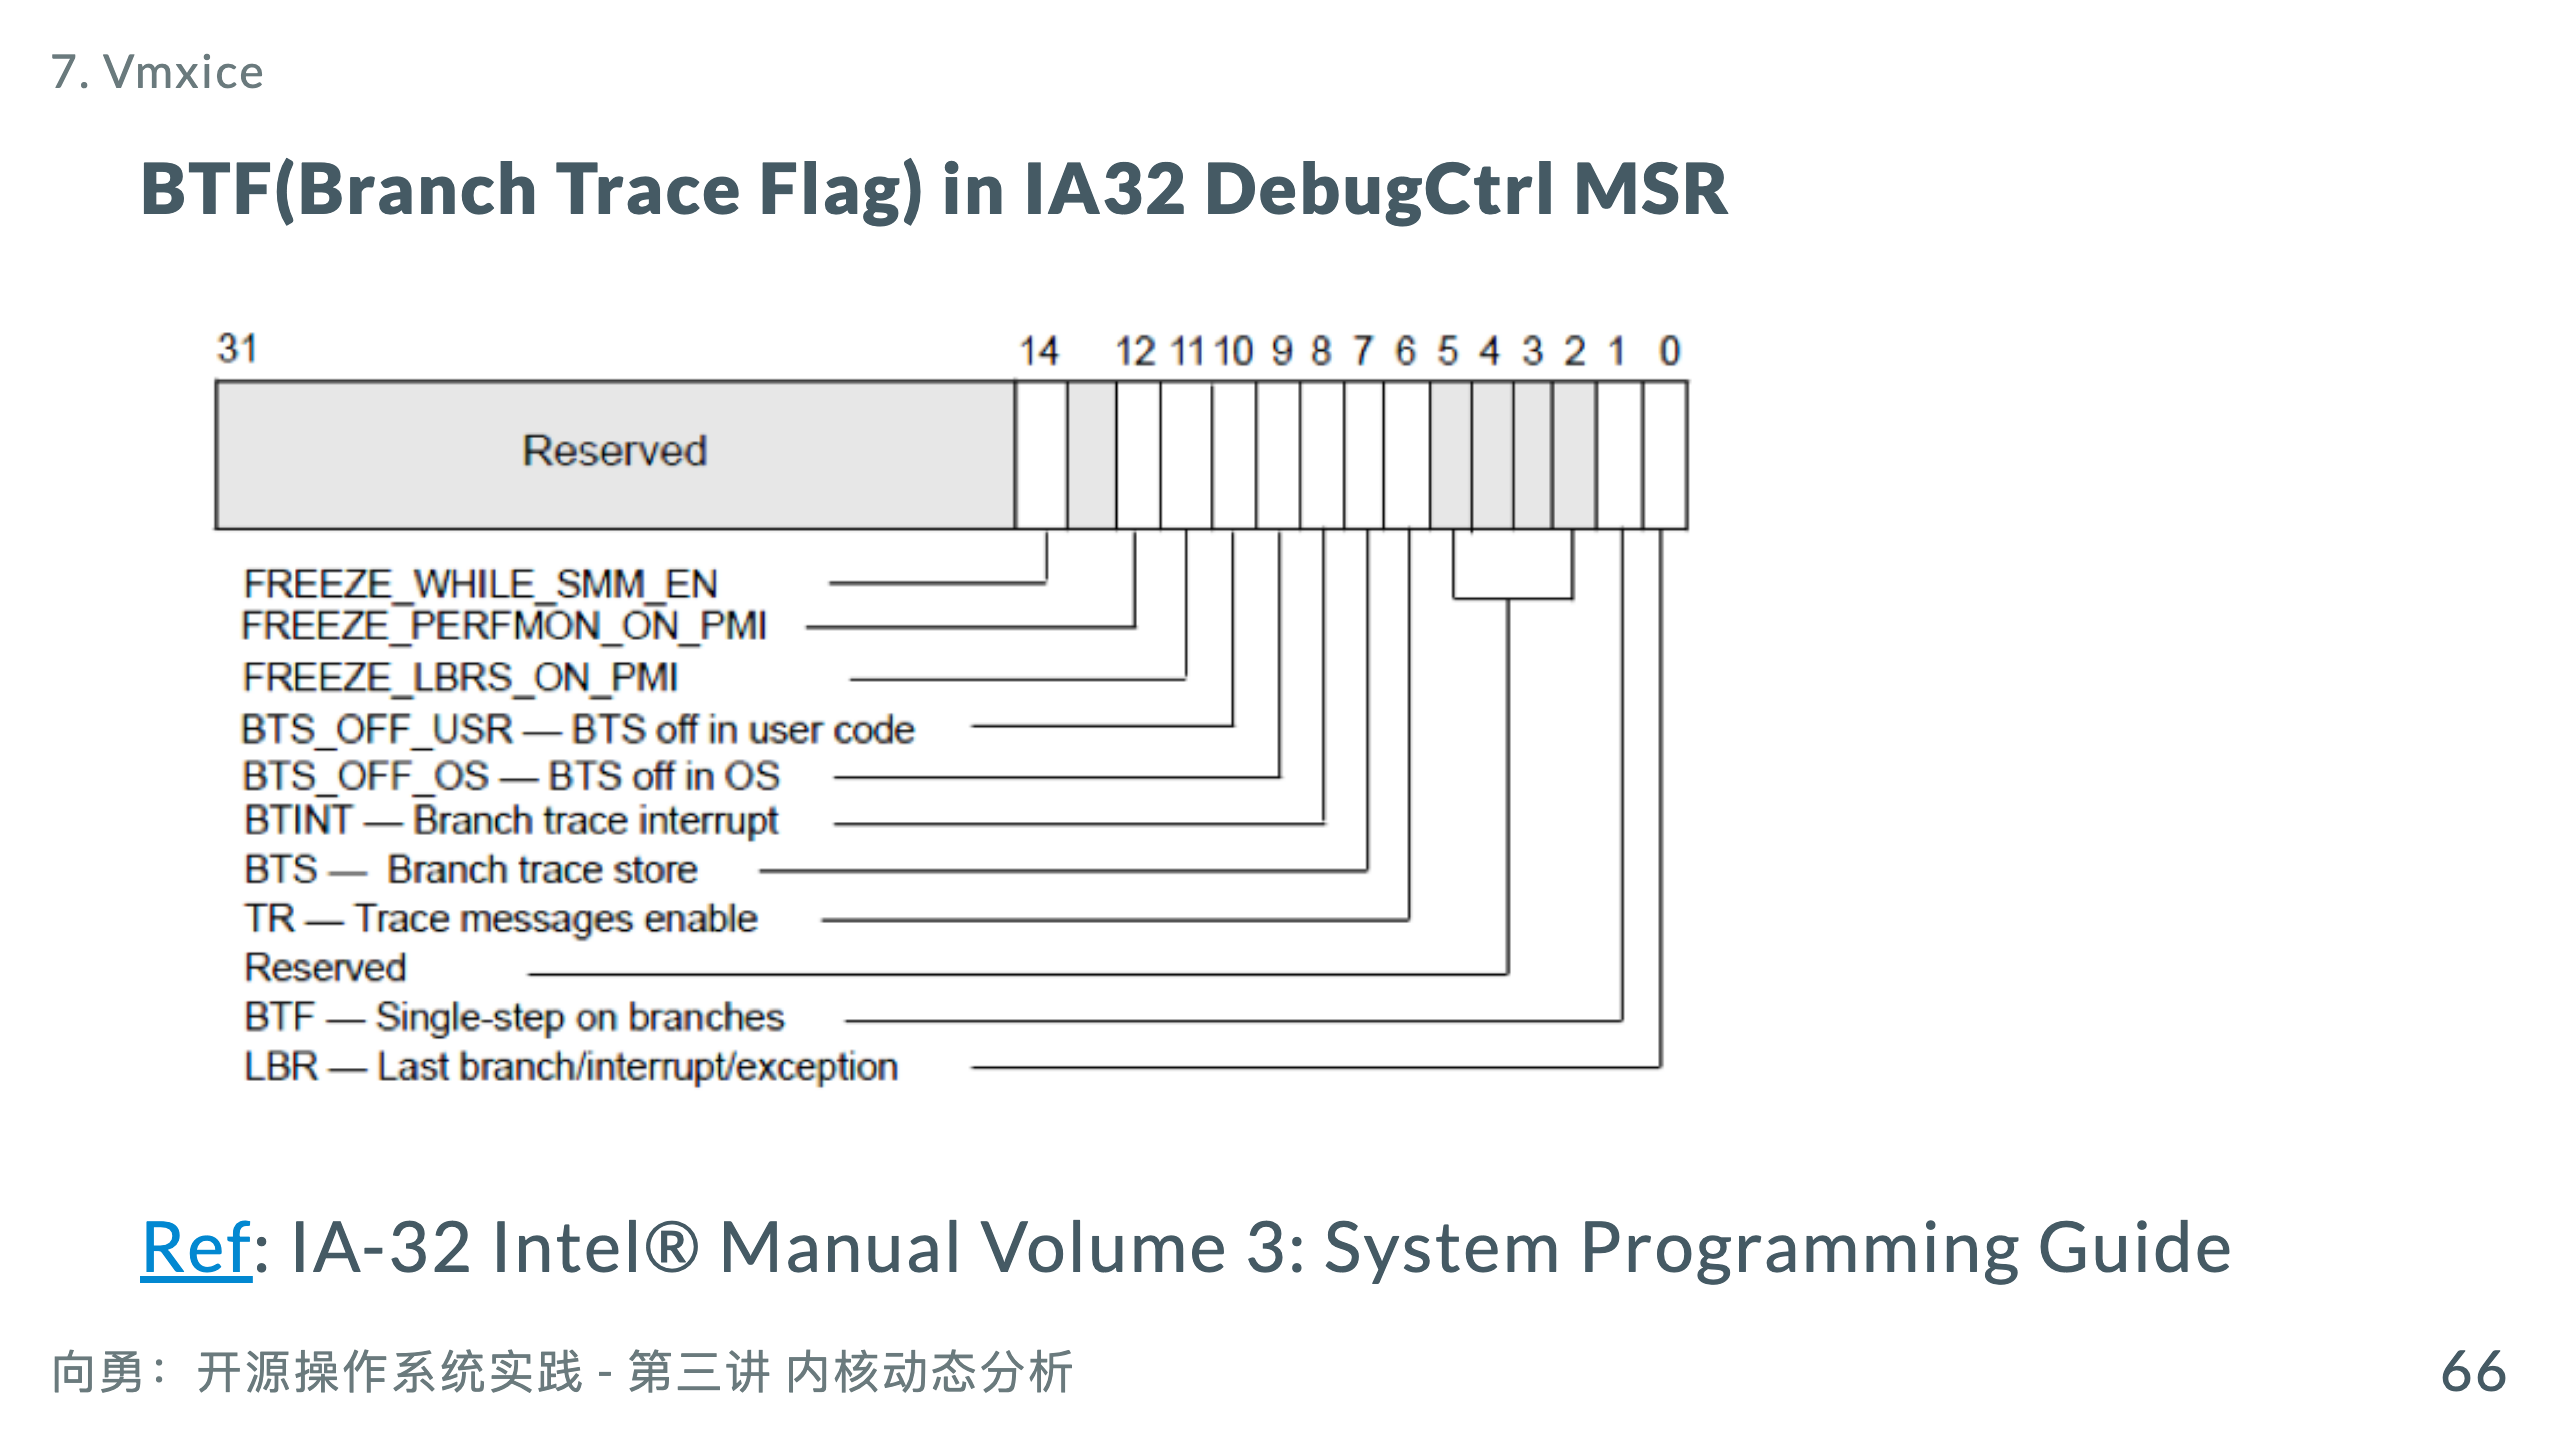 7. Vmxice
BTF(Branch Trace Flag) in IA32 DebugCtrl MSR
31 14 12 11 10 9 8 7 6 5 4 3 2 1 0
Reserved
FREEZE_WHILE_SMM_EN
FREEZE_PERFMON_ON_PMI
FREEZE_LBRS_ON_PMI
BTS_OFF_USR — BTS off in user code
BTS_OFF_OS — BTS off in OS
BTINT — Branch trace interrupt
BTS — Branch trace store
TR — Trace messages enable
Reserved
BTF — Single-step on branches
LBR — Last branch/interrupt/exception
Ref: IA-32 Intel® Manual Volume 3: System Programming Guide
向勇：开源操作系统实践 - 第三讲 内核动态分析
66